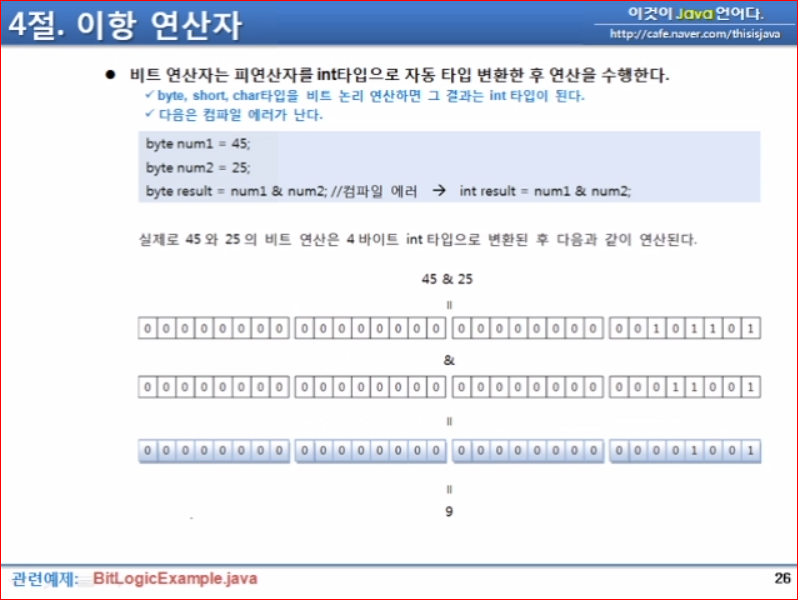 4절. 이항 연산자
이것이 Java 언어다.
http://cafe.naver.com/thisisjava
● 비트 연산자는 피연산자를 int타입으로 자동 타입 변환한 후 연산을 수행한다.
✓ byte, short, char타입을 비트 논리 연산하면 그 결과는 int 타입이 된다.
✓ 다음은 컴파일 에러가 난다.
byte num1 = 45;
byte num2 = 25;
byte result = num1 & num2; //컴파일 에러 → int result = num1 & num2;
실제로 45 와 25 의 비트 연산은 4 바이트 int 타입으로 변환된 후 다음과 같이 연산된다.
45 & 25
=
0 0 0 0 0 0 0 0 0 0 0 0 0 0 0 0 0 0 0 0 0 0 0 0 0 0 1 0 1 1 0 1
&
0 0 0 0 0 0 0 0 0 0 0 0 0 0 0 0 0 0 0 0 0 0 0 0 0 0 0 1 1 0 0 1
=
0 0 0 0 0 0 0 0 0 0 0 0 0 0 0 0 0 0 0 0 0 0 0 0 0 0 0 0 1 0 0 1
=
9
관련예제: BitLogicExample.java
26